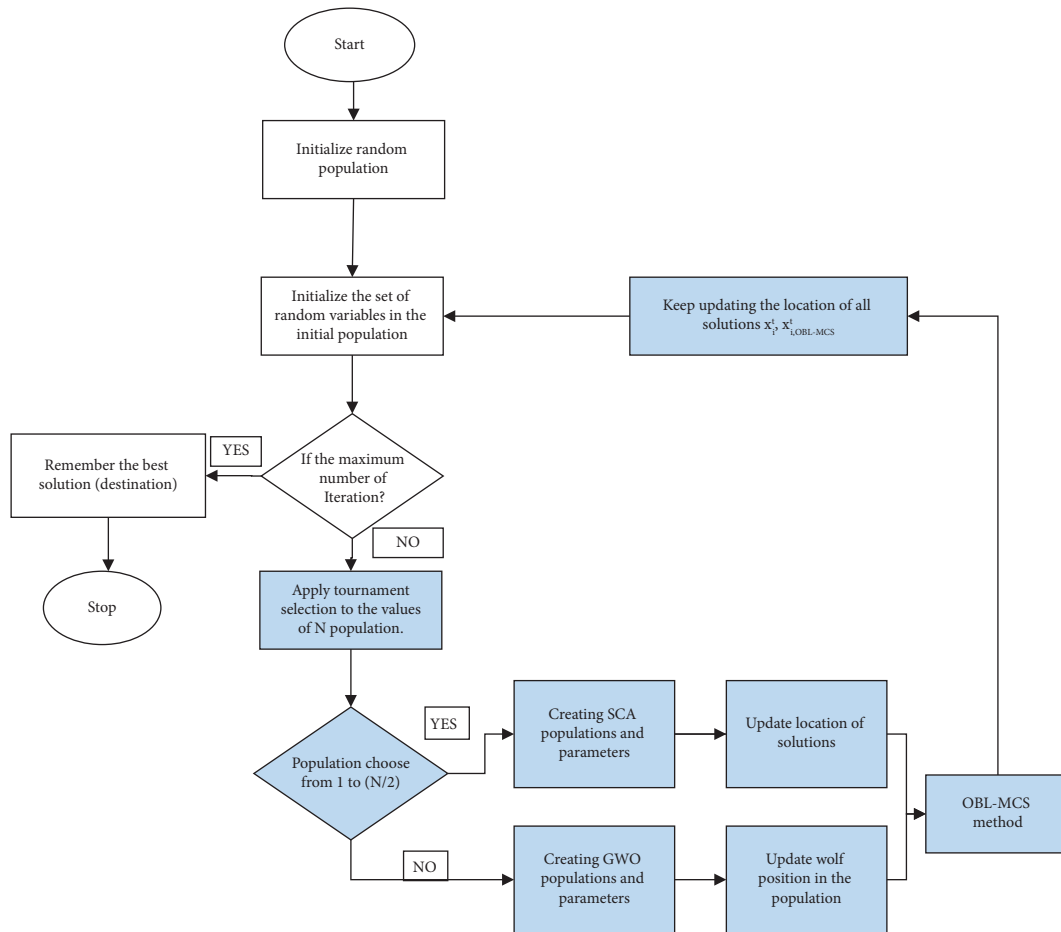 Start
Initialize random
population
Initialize the set of
random variables in the
initial population
Keep updating the location of all
solutions xᵢᵗ, xᵗi,OBL-MCS
YES
Remember the best
solution (destination)
If the maximum
number of
Iteration?
NO
Stop
Apply tournament
selection to the values
of N population.
YES
Creating SCA
populations and
parameters
Update location of
solutions
Population choose
from 1 to (N/2)
OBL-MCS
method
NO
Creating GWO
populations and
parameters
Update wolf
position in the
population